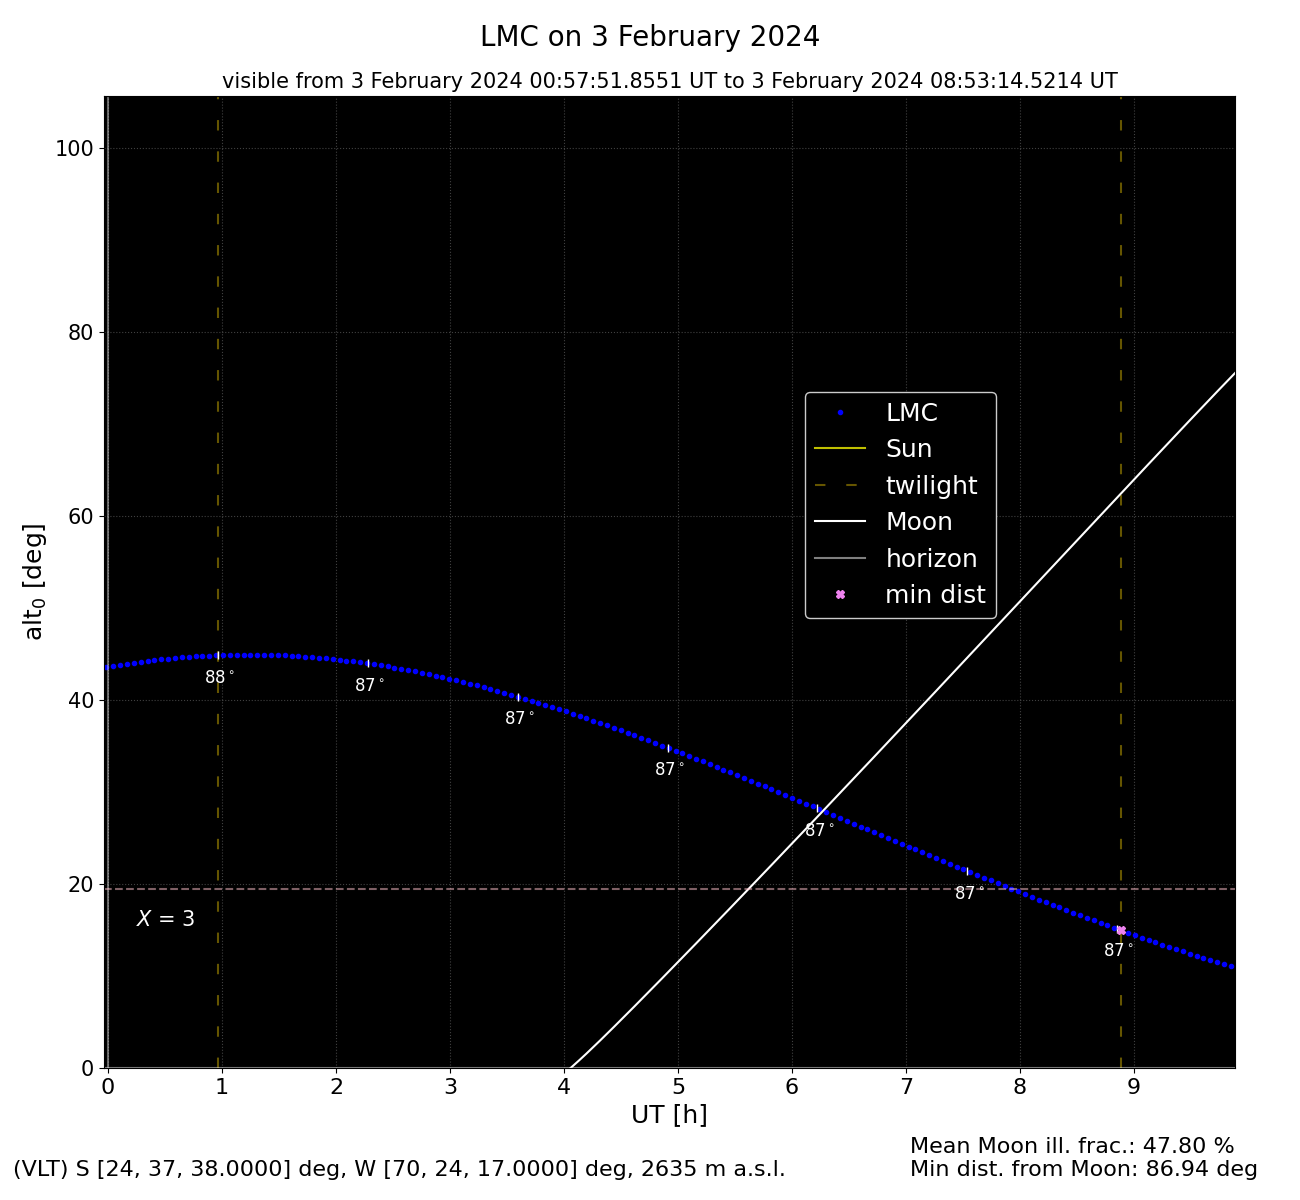 LMC on 3 February 2024
visible from 3 February 2024 00:57:51.8551 UT to 3 February 2024 08:53:14.5214 UT
100
80
60
40
20
0
alt₀ [deg]
LMC
Sun
twilight
Moon
horizon
min dist
88°
87°
87°
87°
87°
87°
87°
X = 3
0 1 2 3 4 5 6 7 8 9
UT [h]
Mean Moon ill. frac.: 47.80 %
(VLT) S [24, 37, 38.0000] deg, W [70, 24, 17.0000] deg, 2635 m a.s.l. Min dist. from Moon: 86.94 deg